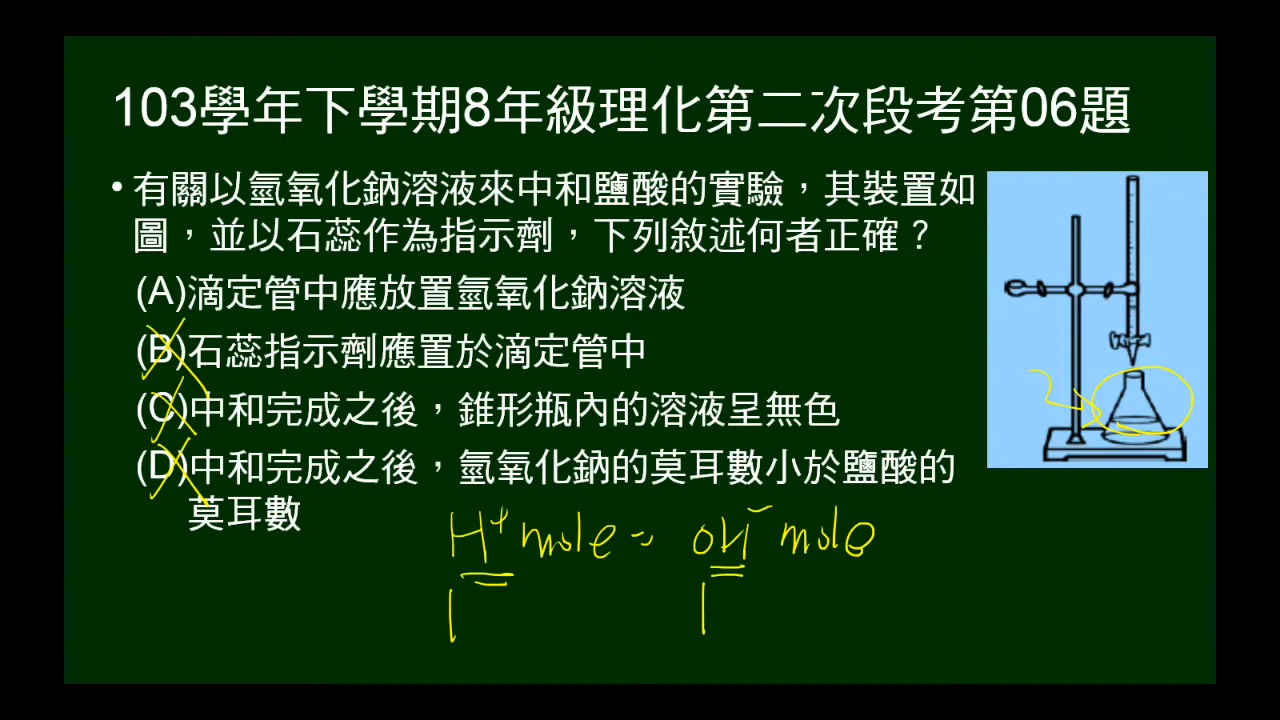 103學年下學期8年級理化第二次段考第06題
•有關以氫氧化鈉溶液來中和鹽酸的實驗，其裝置如
圖，並以石蕊作為指示劑，下列敘述何者正確？
(A)滴定管中應放置氫氧化鈉溶液
(B)石蕊指示劑應置於滴定管中
(C)中和完成之後，錐形瓶內的溶液呈無色
(D)中和完成之後，氫氧化鈉的莫耳數小於鹽酸的
莫耳數
H⁺ mole = OH⁻ mole
1 1